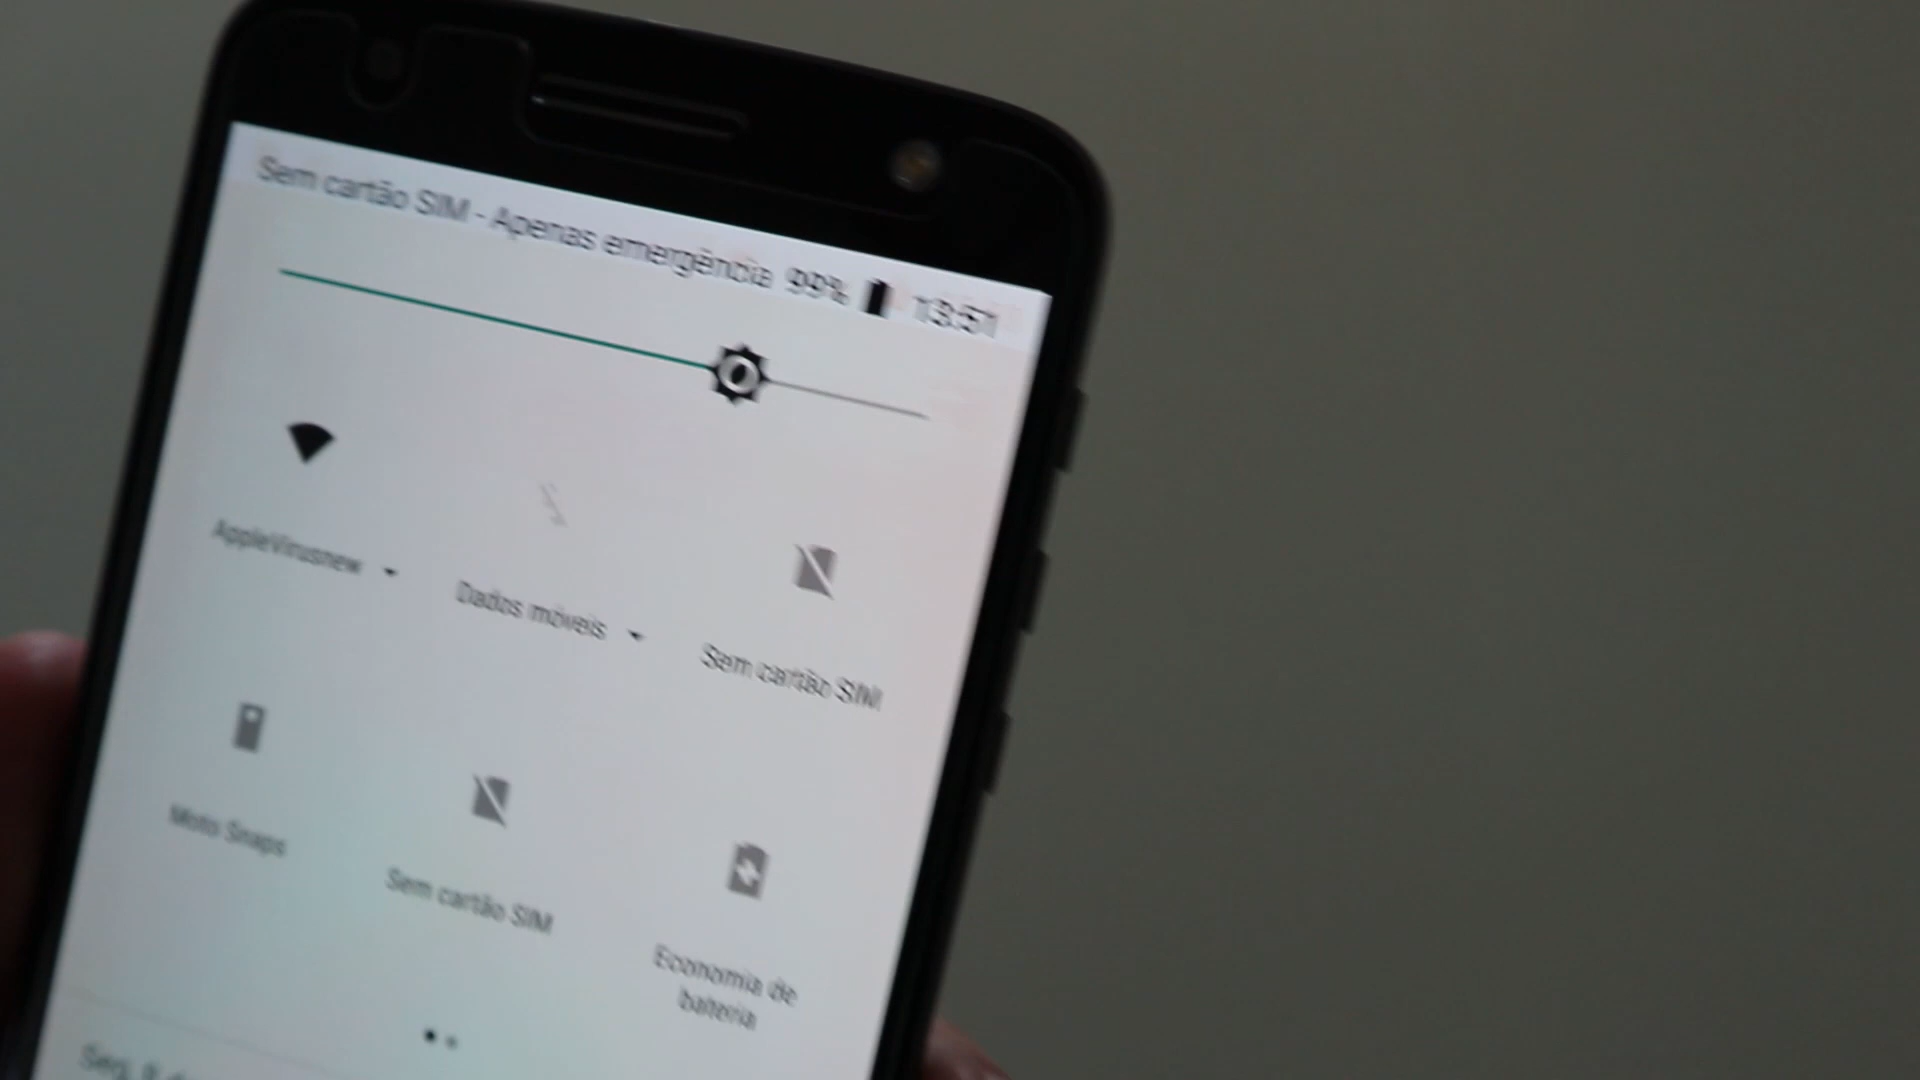 Sem cartão SIM - Apenas emergência 99% 13:51
AppleVirusnew
Dados móveis
Sem cartão SIM
Moto Snaps
Sem cartão SIM
Economia de
bateria
Seg,